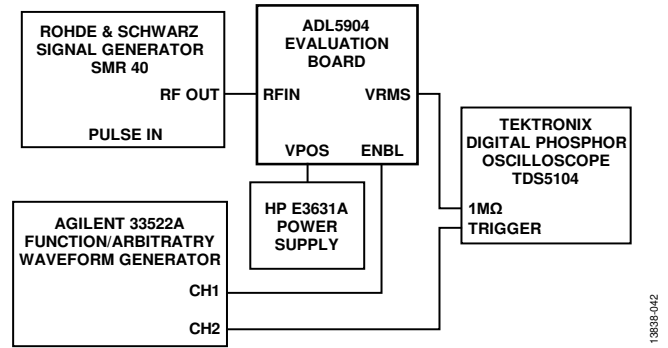 ROHDE & SCHWARZ
SIGNAL GENERATOR
SMR 40
RF OUT
PULSE IN
ADL5904
EVALUATION
BOARD
RFIN
VRMS
VPOS
ENBL
TEKTRONIX
DIGITAL PHOSPHOR
OSCILLOSCOPE
TDS5104
1MΩ
TRIGGER
HP E3631A
POWER
SUPPLY
AGILENT 33522A
FUNCTION/ARBITRATRY
WAVEFORM GENERATOR
CH1
CH2
13838-042